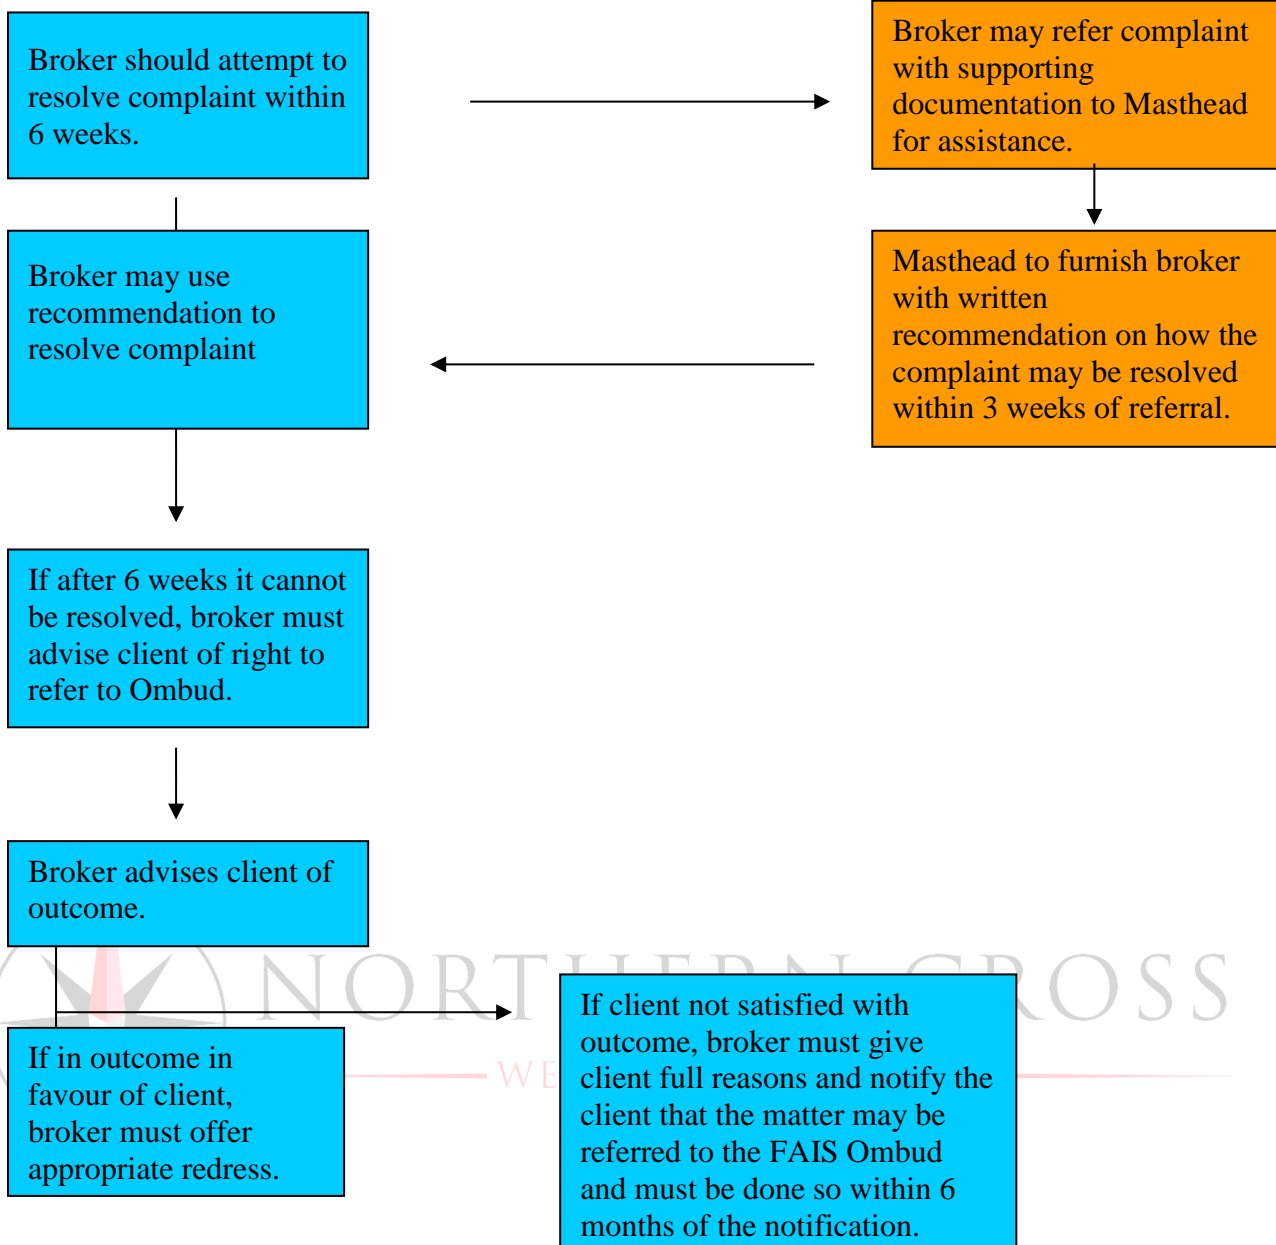 Broker should attempt to
resolve complaint within
6 weeks.
Broker may refer complaint
with supporting
documentation to Masthead
for assistance.
Broker may use
recommendation to
resolve complaint
Masthead to furnish broker
with written
recommendation on how the
complaint may be resolved
within 3 weeks of referral.
If after 6 weeks it cannot
be resolved, broker must
advise client of right to
refer to Ombud.
Broker advises client of
outcome.
NORTHERN CROSS
WE
If in outcome in
favour of client,
broker must offer
appropriate redress.
If client not satisfied with
outcome, broker must give
client full reasons and notify the
client that the matter may be
referred to the FAIS Ombud
and must be done so within 6
months of the notification.